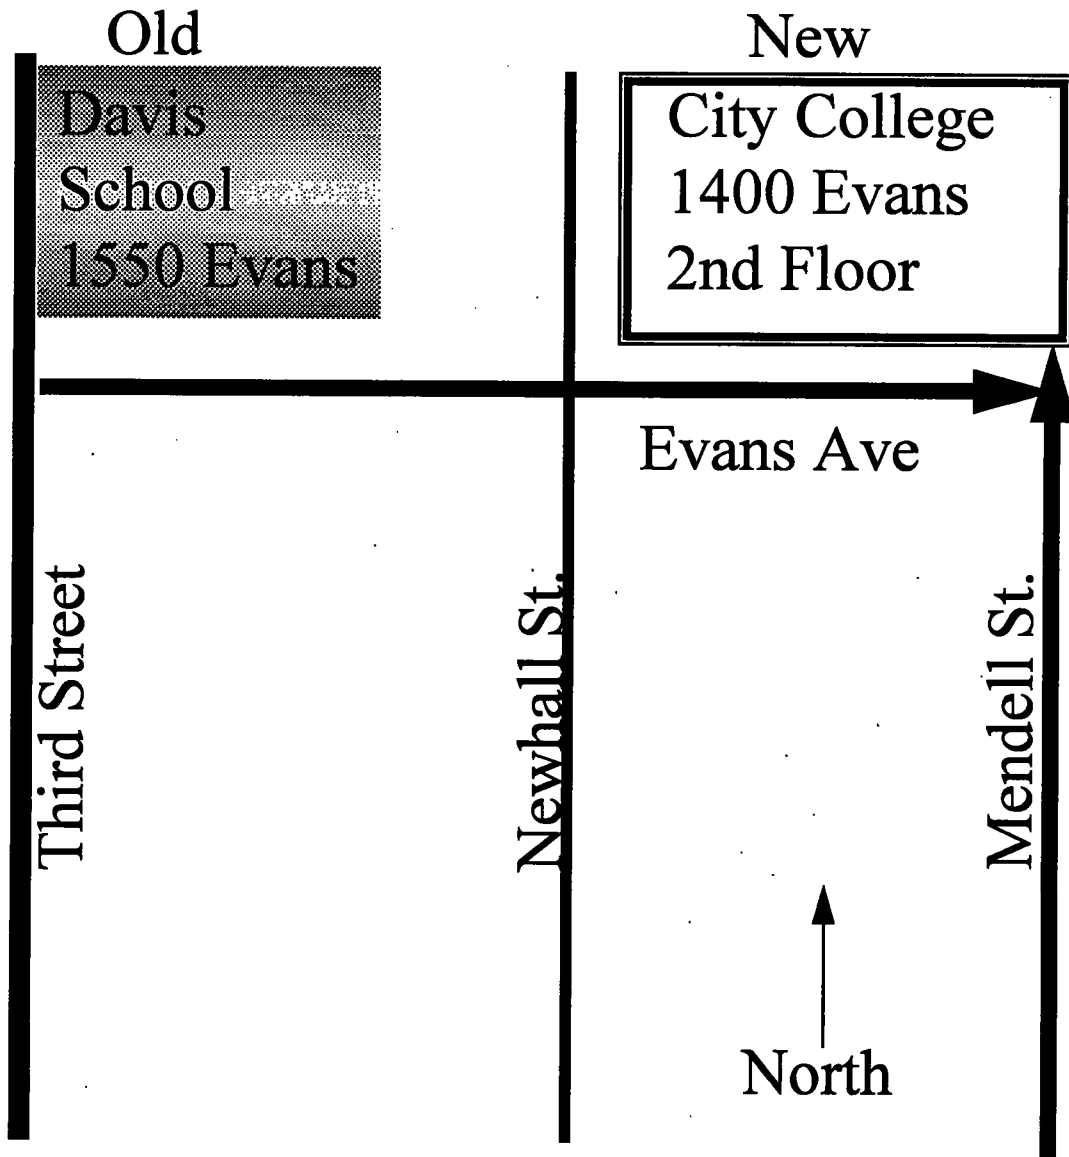 Old
New
Davis
School
1550 Evans
City College
1400 Evans
2nd Floor
Evans Ave
Third Street
Newhall St.
Mendell St.
North